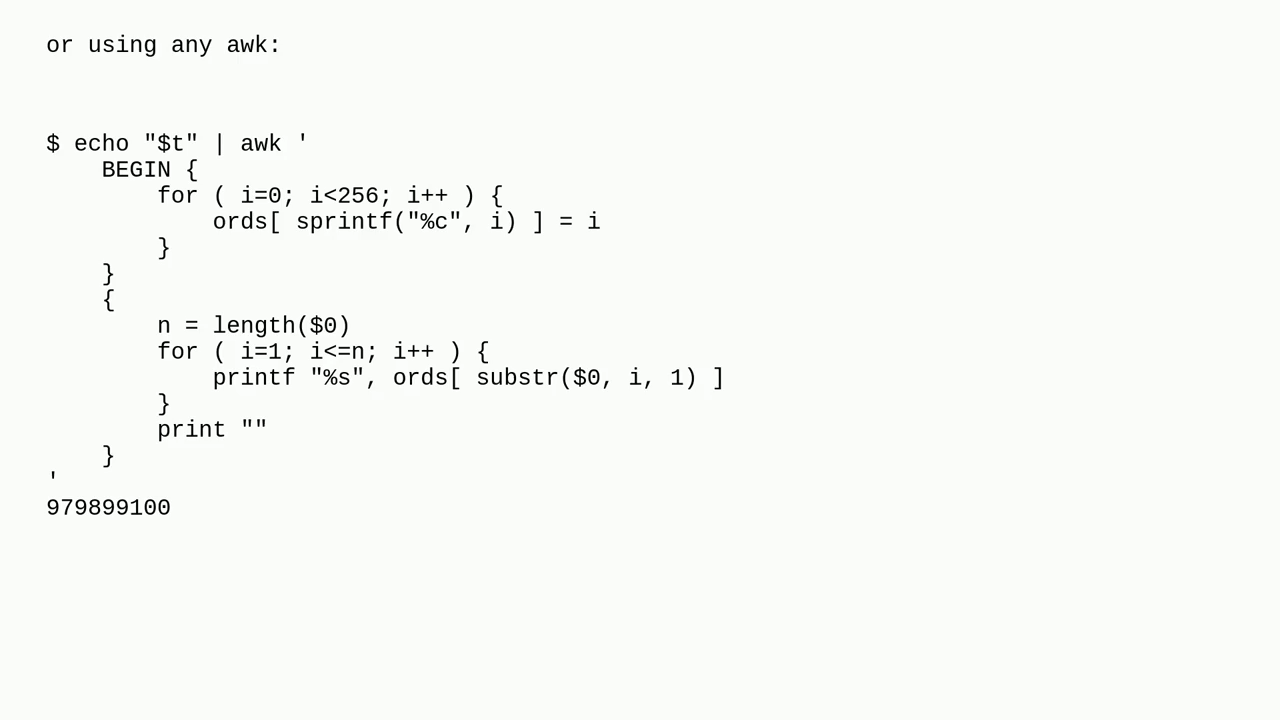 or using any awk:
$ echo "$t" | awk '
    BEGIN {
        for ( i=0; i<256; i++ ) {
            ords[ sprintf("%c", i) ] = i
        }
    }
    {
        n = length($0)
        for ( i=1; i<=n; i++ ) {
            printf "%s", ords[ substr($0, i, 1) ]
        }
        print ""
    }
'
979899100